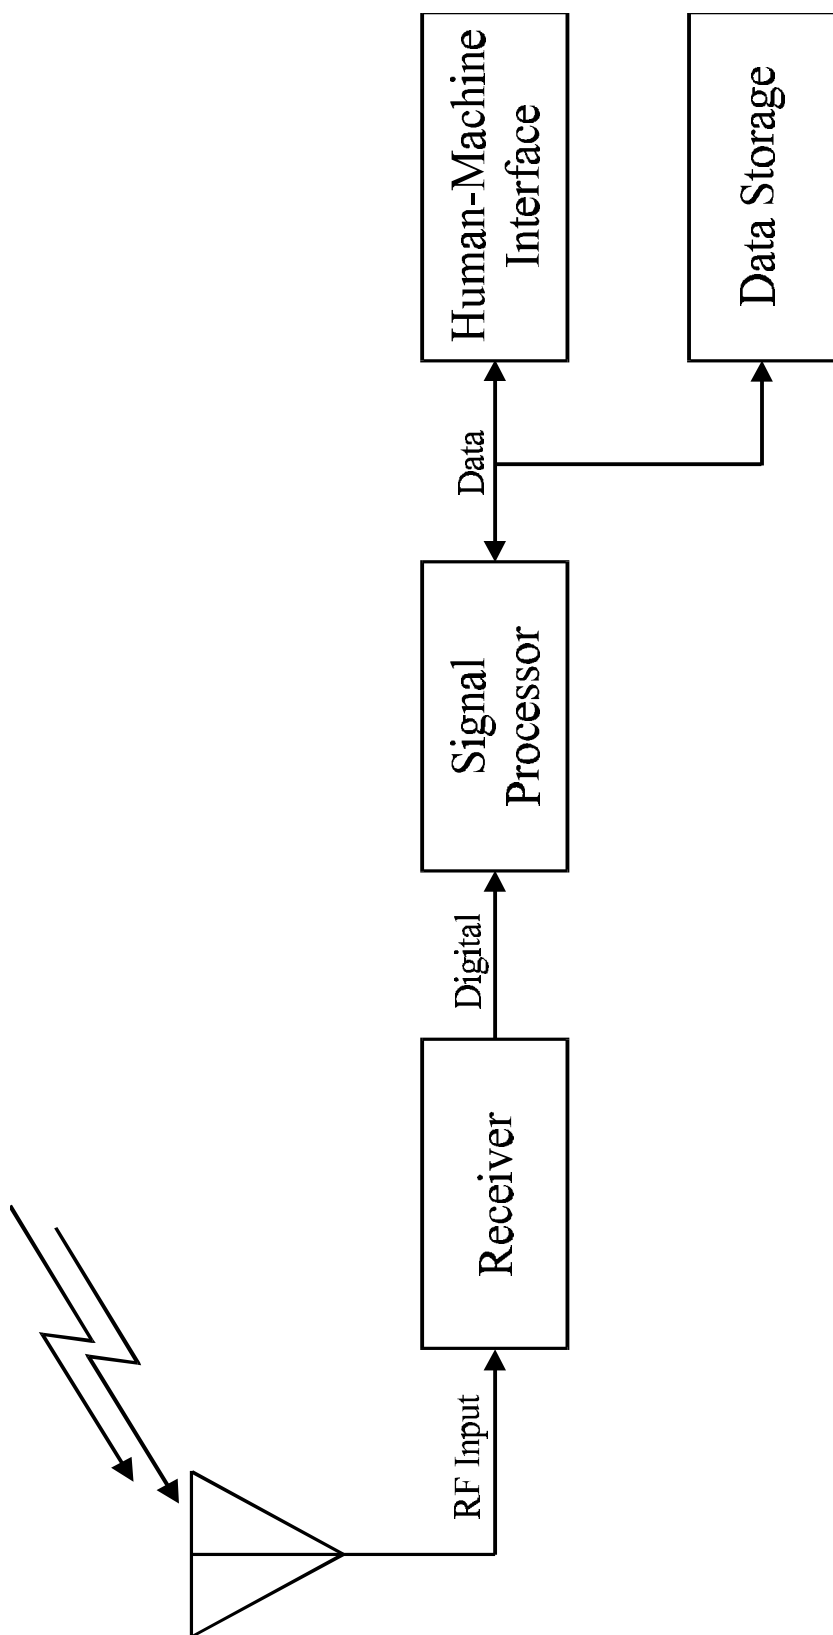 RF Input
Receiver
Digital
Signal
Processor
Data
Human-Machine
Interface
Data Storage